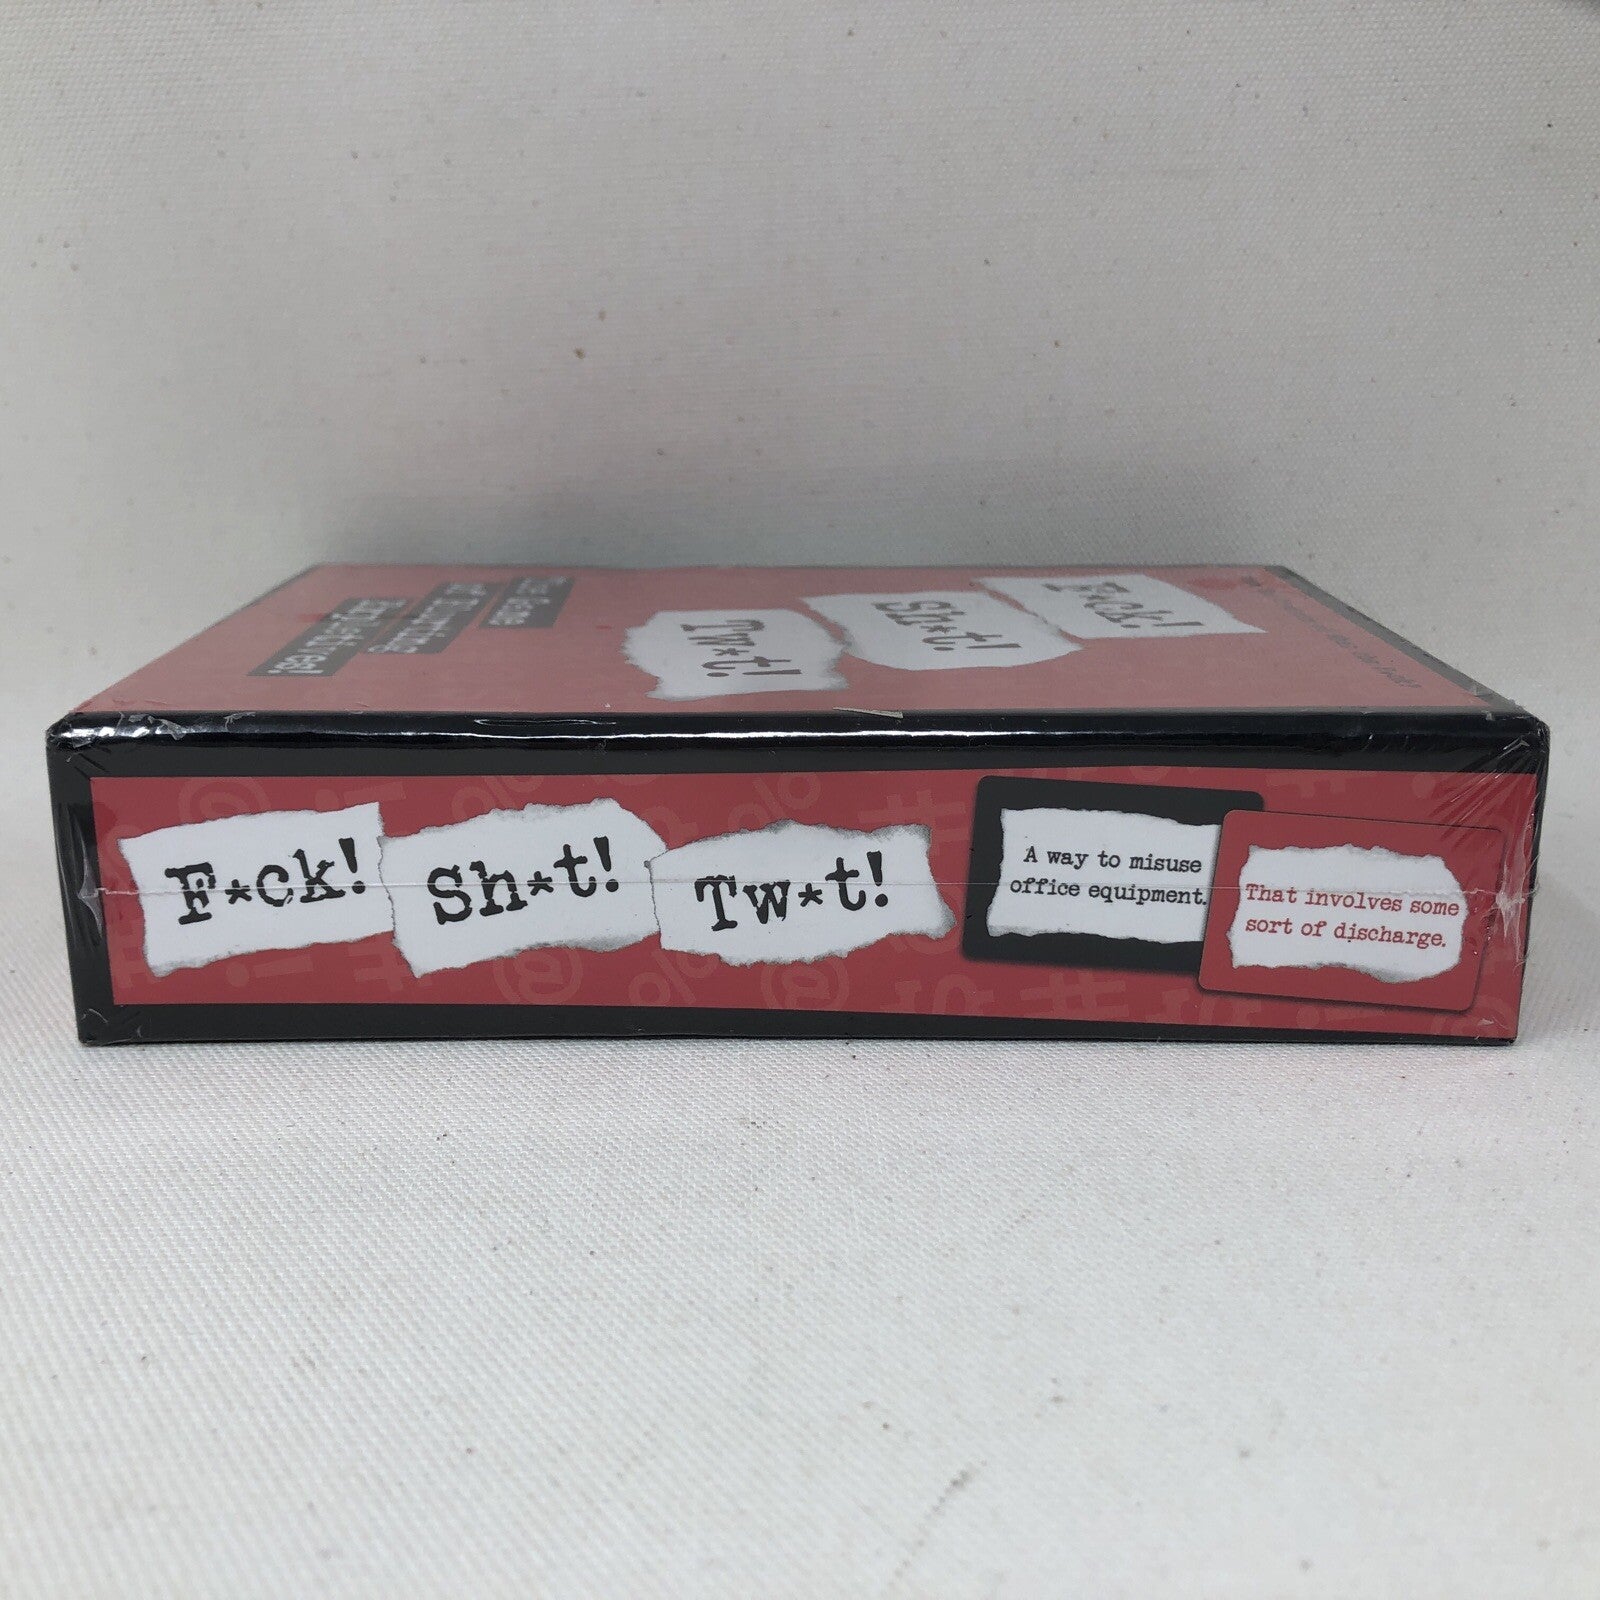 F*ck!
Sh*t!
Tw*t!
F*ck! Sh*t! Tw*t!
A way to misuse
office equipment.
That involves some
sort of discharge.